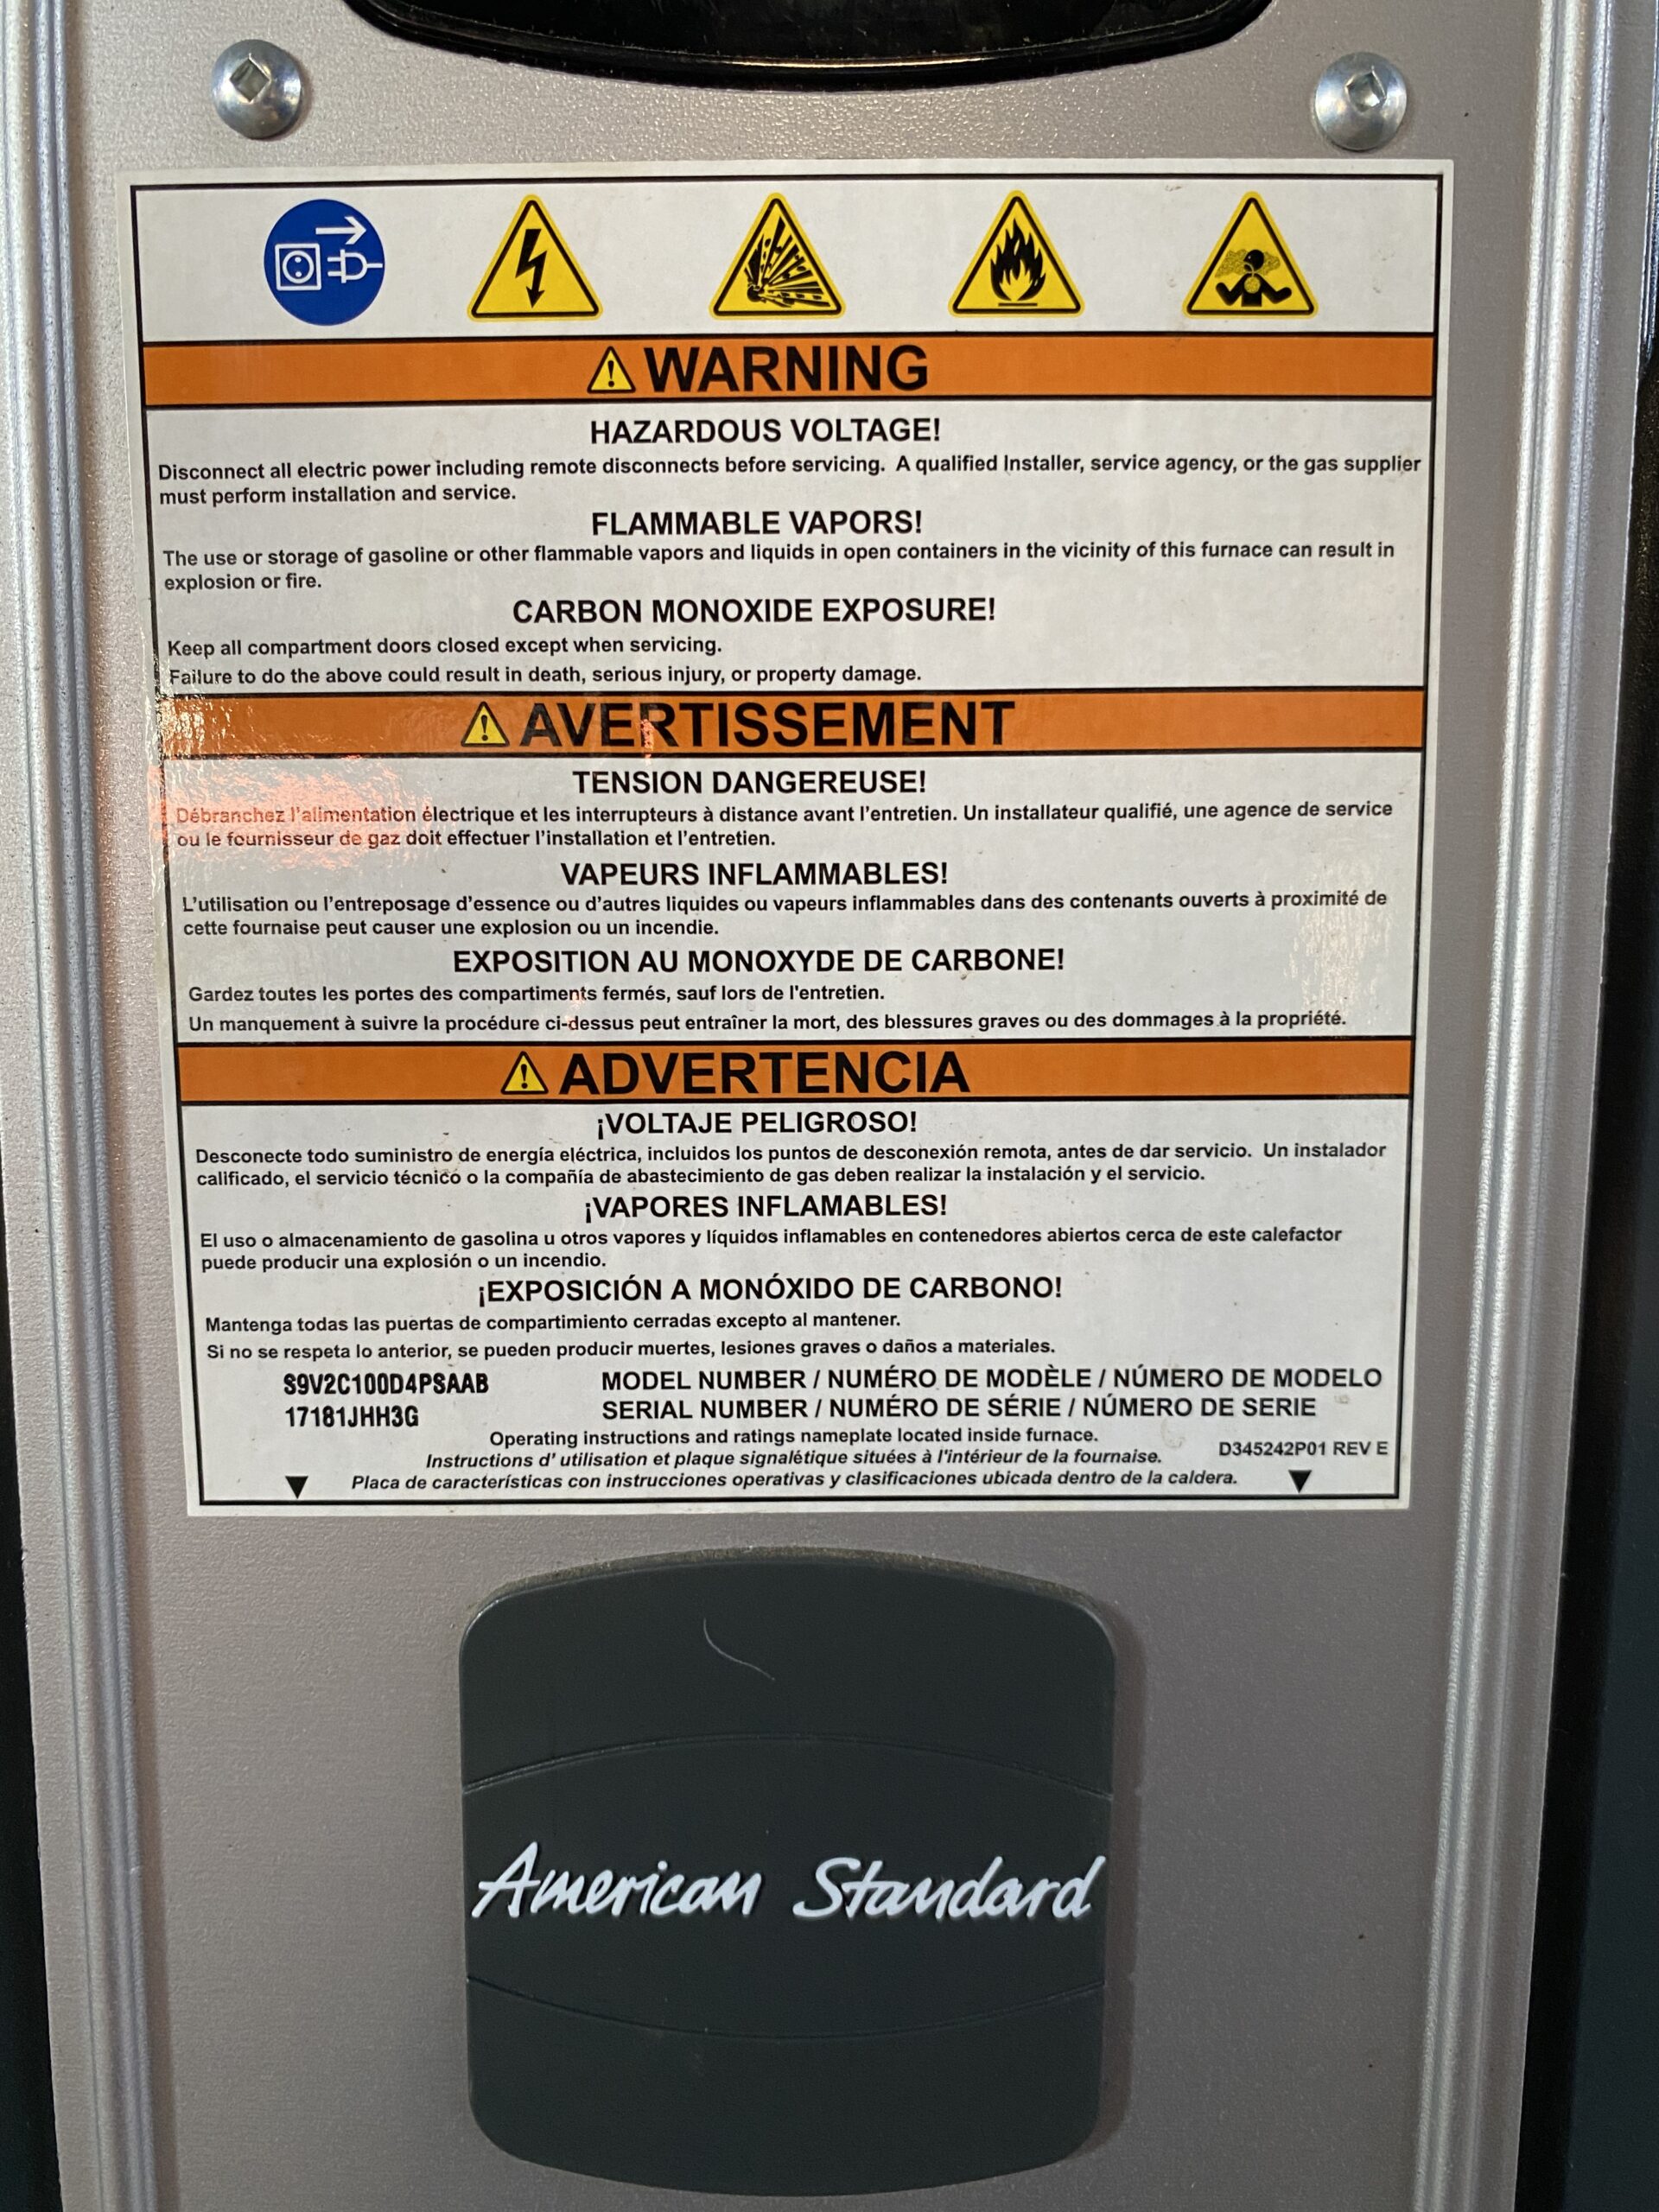 WARNING
HAZARDOUS VOLTAGE!
Disconnect all electric power including remote disconnects before servicing. A qualified Installer, service agency, or the gas supplier
must perform installation and service.
FLAMMABLE VAPORS!
The use or storage of gasoline or other flammable vapors and liquids in open containers in the vicinity of this furnace can result in
explosion or fire.
CARBON MONOXIDE EXPOSURE!
Keep all compartment doors closed except when servicing.
Failure to do the above could result in death, serious injury, or property damage.
AVERTISSEMENT
TENSION DANGEREUSE!
Débranchez l'alimentation électrique et les interrupteurs à distance avant l'entretien. Un installateur qualifié, une agence de service
ou le fournisseur de gaz doit effectuer l'installation et l'entretien.
VAPEURS INFLAMMABLES!
L'utilisation ou l'entreposage d'essence ou d'autres liquides ou vapeurs inflammables dans des contenants ouverts à proximité de
cette fournaise peut causer une explosion ou un incendie.
EXPOSITION AU MONOXYDE DE CARBONE!
Gardez toutes les portes des compartiments fermés, sauf lors de l'entretien.
Un manquement à suivre la procédure ci-dessus peut entraîner la mort, des blessures graves ou des dommages à la propriété.
ADVERTENCIA
¡VOLTAJE PELIGROSO!
Desconecte todo suministro de energía eléctrica, incluidos los puntos de desconexión remota, antes de dar servicio. Un instalador
calificado, el servicio técnico o la compañía de abastecimiento de gas deben realizar la instalación y el servicio.
¡VAPORES INFLAMABLES!
El uso o almacenamiento de gasolina u otros vapores y líquidos inflamables en contenedores abiertos cerca de este calefactor
puede producir una explosión o un incendio.
¡EXPOSICIÓN A MONÓXIDO DE CARBONO!
Mantenga todas las puertas de compartimiento cerradas excepto al mantener.
Si no se respeta lo anterior, se pueden producir muertes, lesiones graves o daños a materiales.
S9V2C100D4PSAAB MODEL NUMBER / NUMÉRO DE MODÈLE / NÚMERO DE MODELO
17181JHH3G SERIAL NUMBER / NUMÉRO DE SÉRIE / NÚMERO DE SERIE
Operating instructions and ratings nameplate located inside furnace.
Instructions d' utilisation et plaque signalétique situées à l'intérieur de la fournaise. D345242P01 REV E
Placa de características con instrucciones operativas y clasificaciones ubicada dentro de la caldera.
American Standard